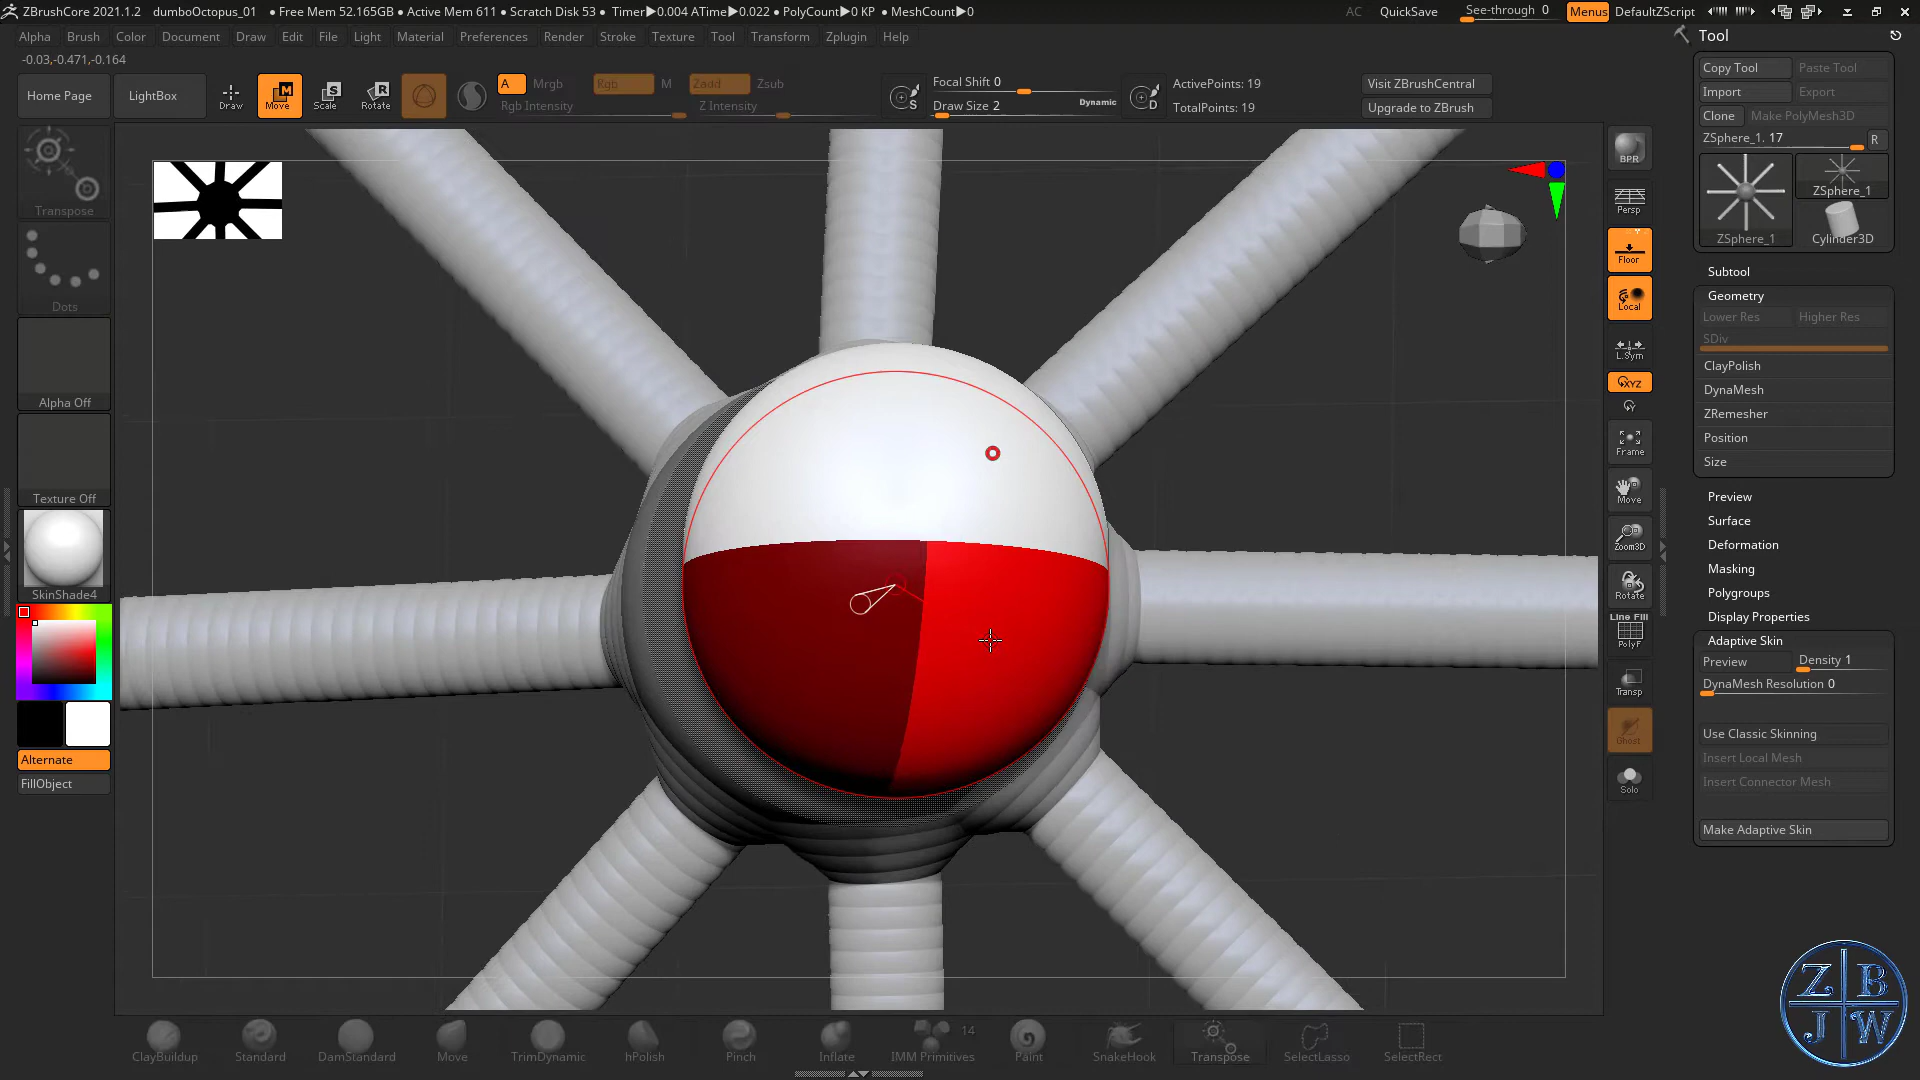 ZBrushCore 2021.1.2 dumboOctopus_01 ● Free Mem 52.165GB ● Active Mem 611 ● Scratch Disk 53 ● Timer▶0.004 ATime▶0.022 ● PolyCount▶0 KP ● MeshCount▶0 AC QuickSave See-through 0 Menus DefaultZScript
Alpha Brush Color Document Draw Edit File Light Material Preferences Render Stroke Texture Tool Transform Zplugin Help
-0.03,-0.471,-0.164
Home Page LightBox Draw Move Scale Rotate
A Mrgb Rgb M Zadd Zsub
Rgb Intensity Z Intensity
Focal Shift 0
Draw Size 2 Dynamic
S
D
ActivePoints: 19
TotalPoints: 19
Visit ZBrushCentral
Upgrade to ZBrush
Transpose
Dots
Alpha Off
Texture Off
SkinShade4
Alternate
FillObject
BPR
Persp
Floor
Local
L.Sym
XYZ
Y
Frame
Move
Zoom3D
Rotate
Line Fill
PolyF
Transp
Ghost
Solo
Tool
Copy Tool Paste Tool
Import Export
Clone Make PolyMesh3D
ZSphere_1. 17 R
ZSphere_1
ZSphere_1 Cylinder3D
Subtool
Geometry
Lower Res Higher Res
SDiv
ClayPolish
DynaMesh
ZRemesher
Position
Size
Preview
Surface
Deformation
Masking
Polygroups
Display Properties
Adaptive Skin
Preview Density 1
DynaMesh Resolution 0
Use Classic Skinning
Insert Local Mesh
Insert Connector Mesh
Make Adaptive Skin
ClayBuildup Standard DamStandard Move TrimDynamic hPolish Pinch Inflate IMM Primitives 14 Paint SnakeHook Transpose SelectLasso SelectRect
Z B
J W